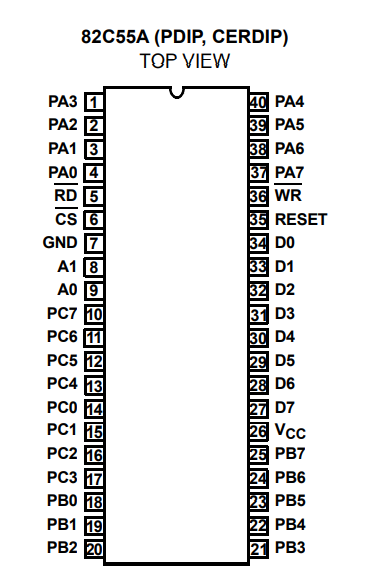 82C55A (PDIP, CERDIP)
TOP VIEW
PA3 1 40 PA4
PA2 2 39 PA5
PA1 3 38 PA6
PA0 4 37 PA7
RD 5 36 WR
CS 6 35 RESET
GND 7 34 D0
A1 8 33 D1
A0 9 32 D2
PC7 10 31 D3
PC6 11 30 D4
PC5 12 29 D5
PC4 13 28 D6
PC0 14 27 D7
PC1 15 26 VCC
PC2 16 25 PB7
PC3 17 24 PB6
PB0 18 23 PB5
PB1 19 22 PB4
PB2 20 21 PB3